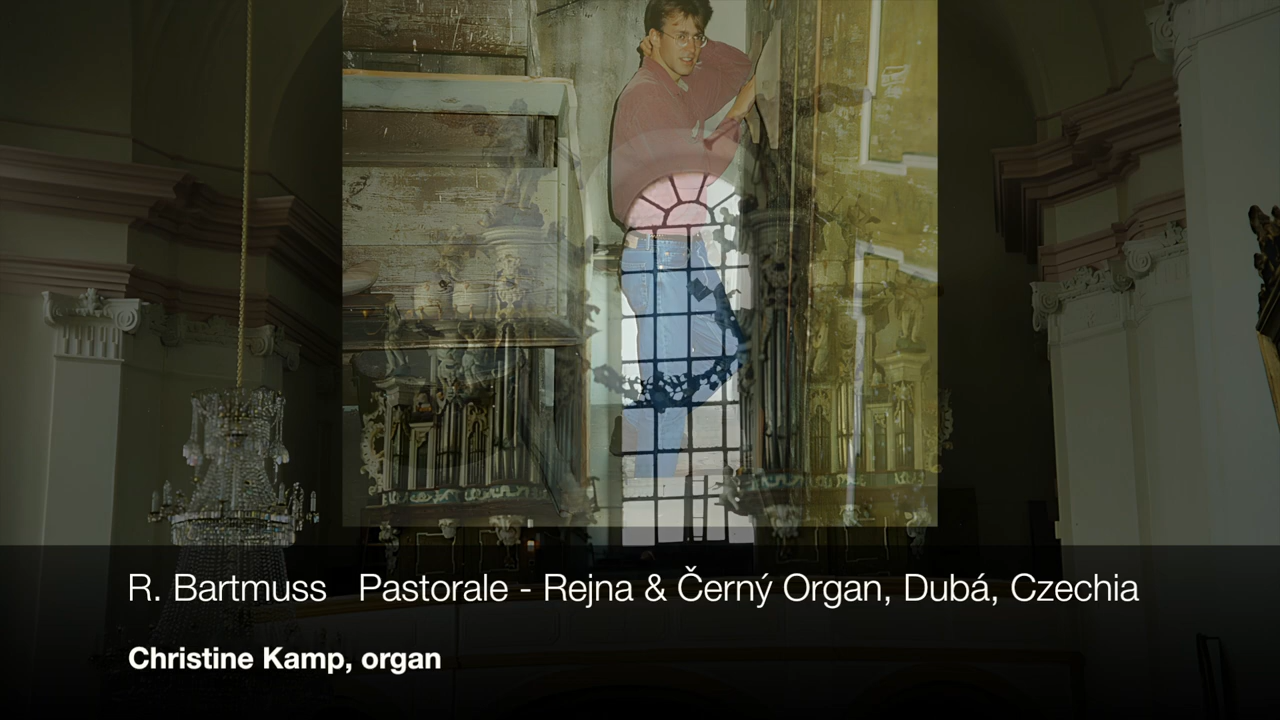 R. Bartmuss Pastorale - Rejna & Černý Organ, Dubá, Czechia
Christine Kamp, organ